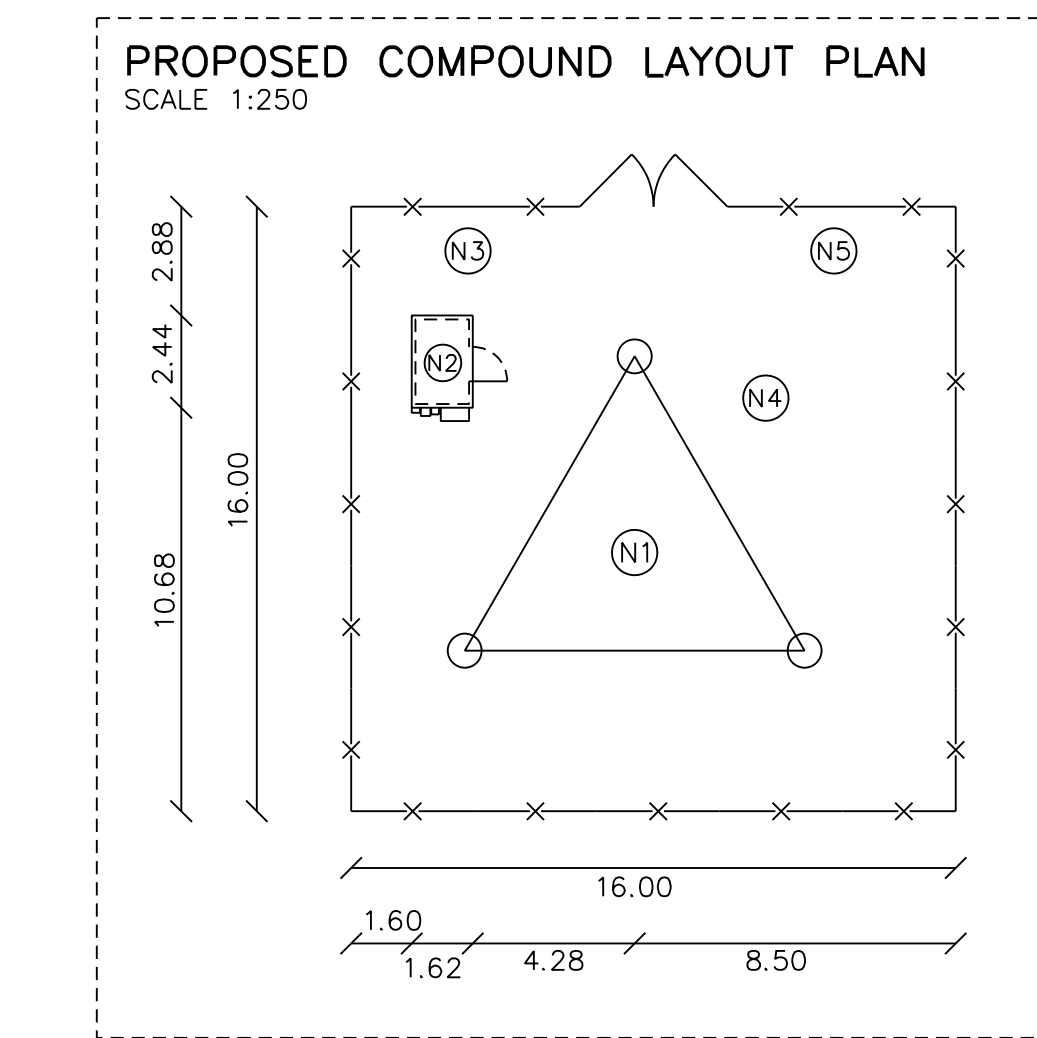 PROPOSED COMPOUND LAYOUT PLAN
SCALE 1:250
N3
N5
2.88
N2
2.44
N4
16.00
N1
10.68
16.00
1.60
1.62
4.28
8.50